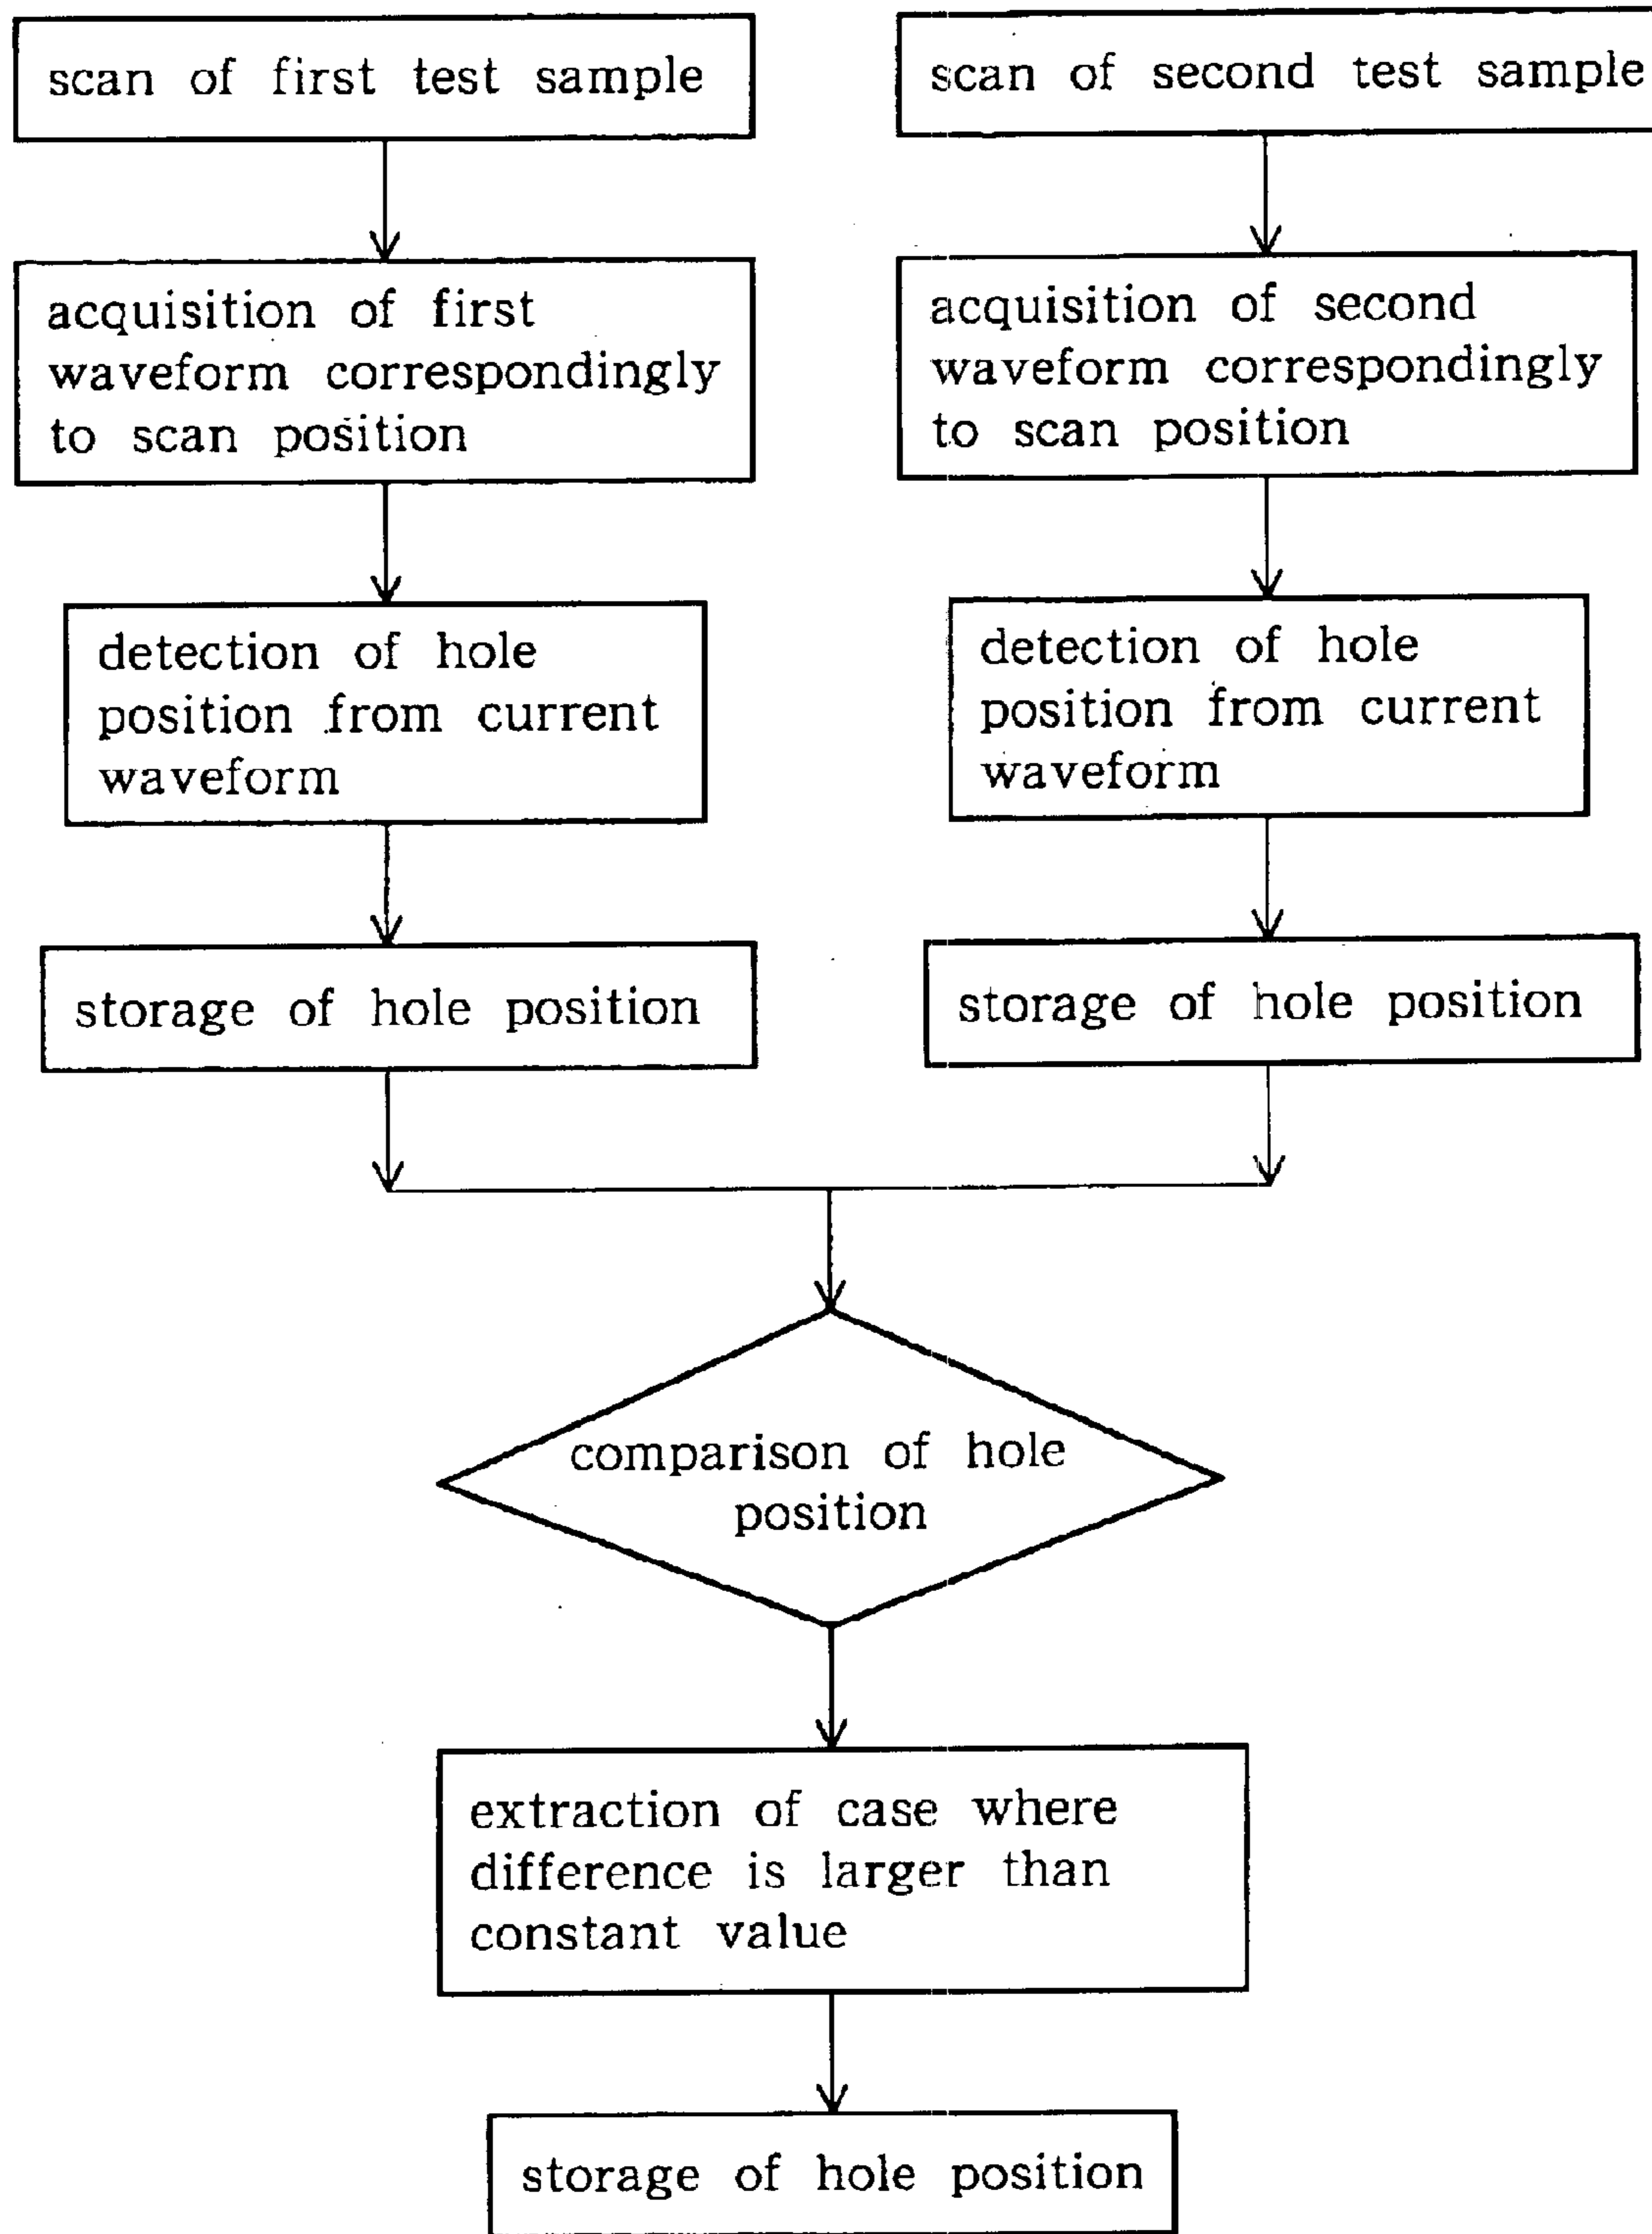 scan of first test sample
acquisition of first
waveform correspondingly
to scan position
detection of hole
position from current
waveform
storage of hole position
scan of second test sample
acquisition of second
waveform correspondingly
to scan position
detection of hole
position from current
waveform
storage of hole position
comparison of hole
position
extraction of case where
difference is larger than
constant value
storage of hole position